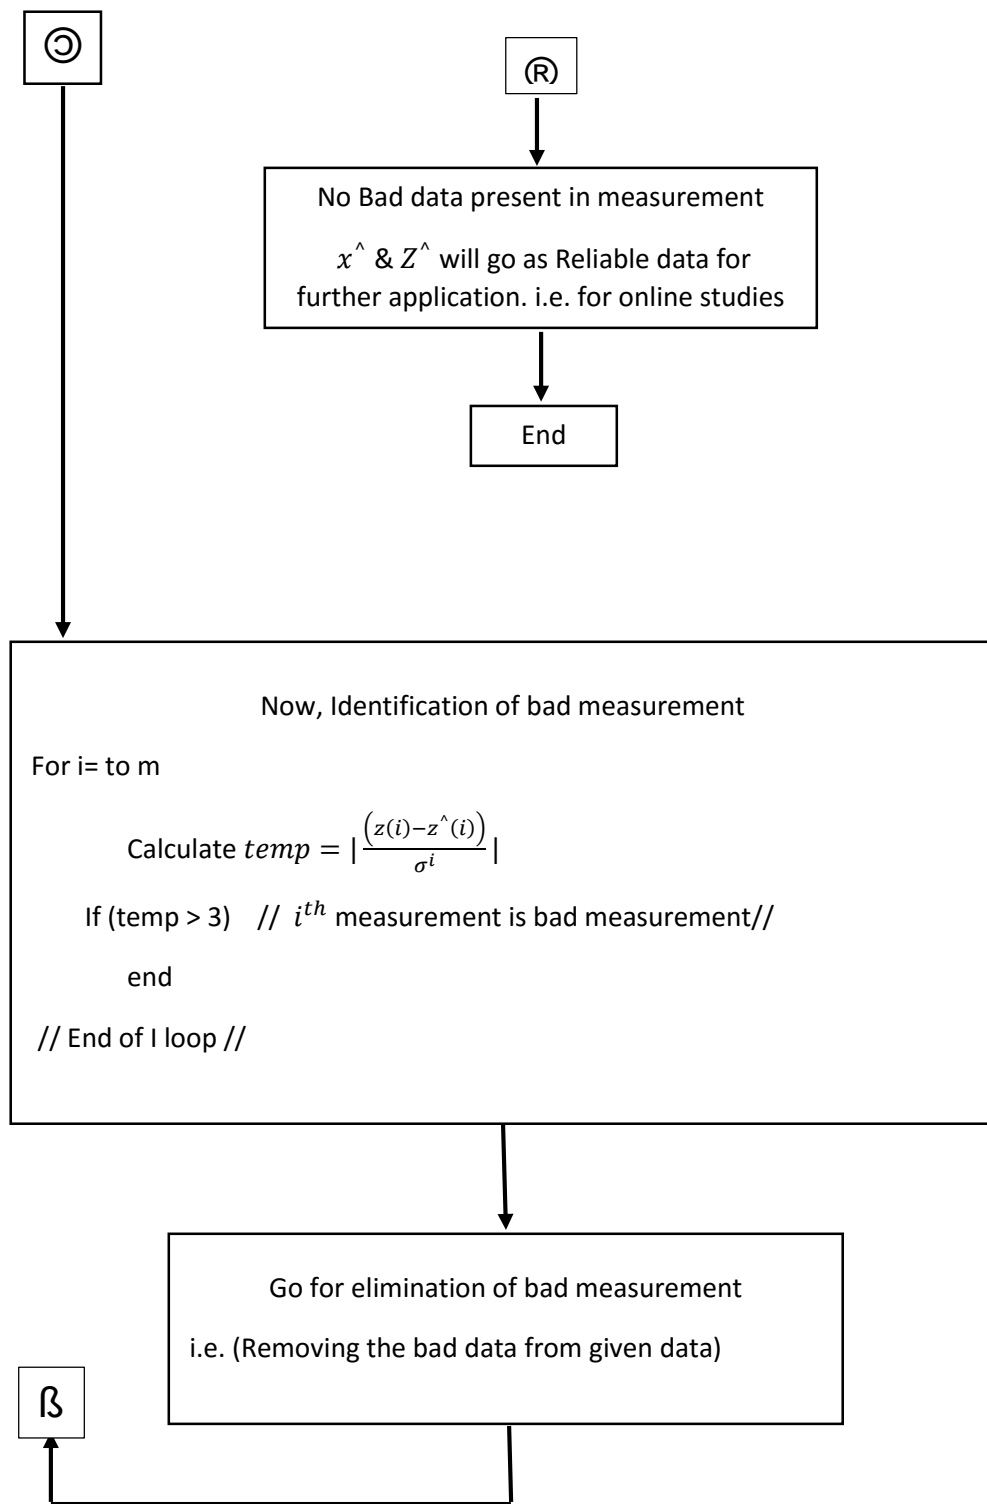 Ↄ⃝
®
No Bad data present in measurement
x^ & Z^ will go as Reliable data for
further application. i.e. for online studies
End
Now, Identification of bad measurement
For i= to m
Calculate temp = |(z(i)−z^(i))/σ^i|
If (temp > 3) // i^th measurement is bad measurement//
end
// End of I loop //
Go for elimination of bad measurement
i.e. (Removing the bad data from given data)
ß